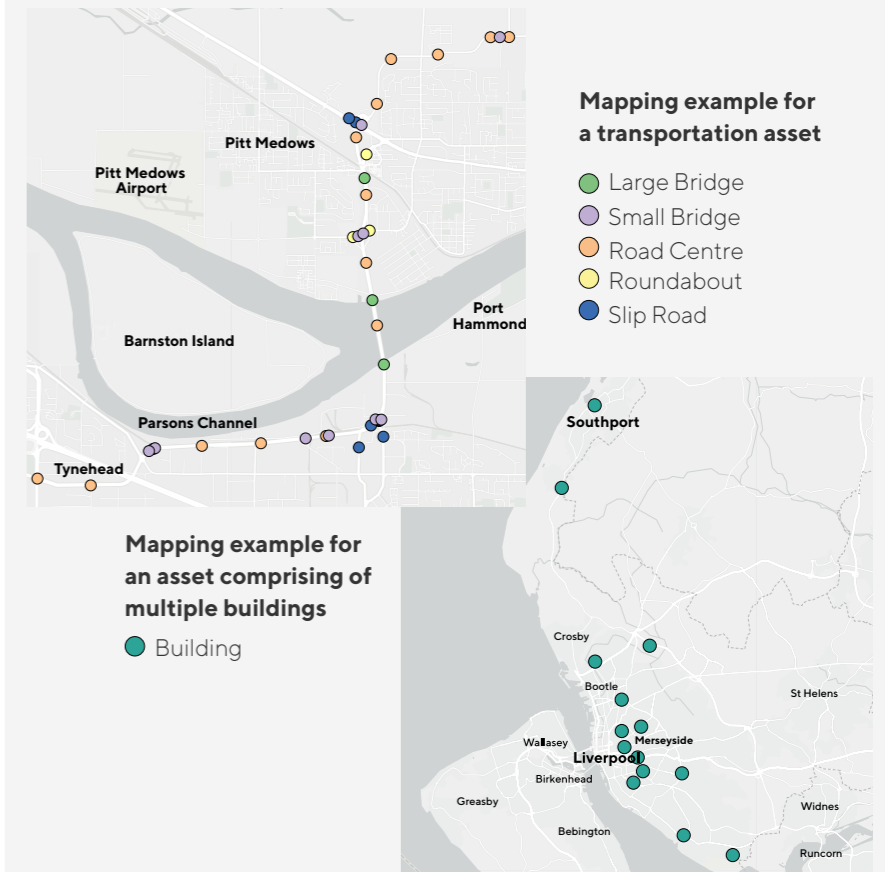 Pitt Medows
Pitt Medows
Airport
Barnston Island
Port
Hammond
Parsons Channel
Tynehead
Mapping example for
a transportation asset
Large Bridge
Small Bridge
Road Centre
Roundabout
Slip Road
Mapping example for
an asset comprising of
multiple buildings
Building
Southport
Crosby
Bootle
St Helens
Merseyside
Wallasey
Liverpool
Birkenhead
Greasby
Widnes
Bebington
Runcorn